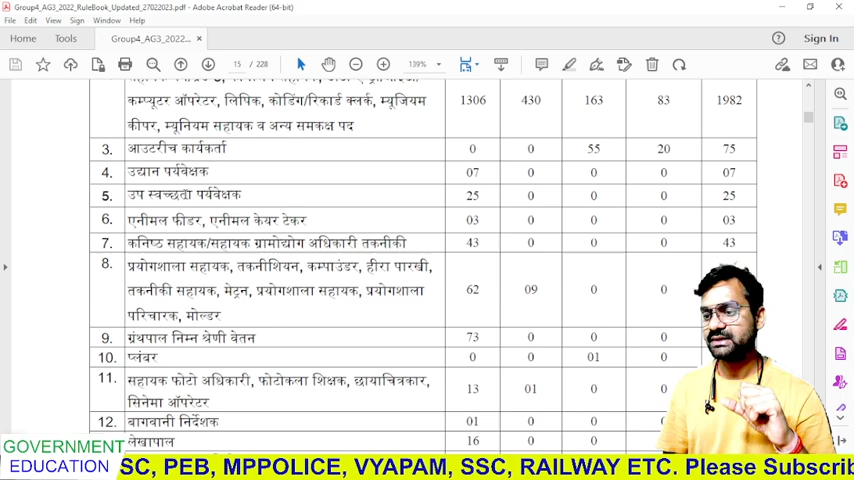 Group4_AG3_2022_RuleBook_Updated_27022023.pdf - Adobe Acrobat Reader (64-bit)
File Edit View Sign Window Help
Home Tools Group4_AG3_2022... × Sign In
15 / 228 139%
कम्प्यूटर ऑपरेटर, लिपिक, कोडिंग/रिकार्ड क्लर्क, म्यूजियम 1306 430 163 83 1982
कीपर, म्यूनियम सहायक व अन्य समकक्ष पद
3. आउटरीच कार्यकर्ता 0 0 55 20 75
4. उद्यान पर्यवेक्षक 07 0 0 0 07
5. उप स्वच्छता पर्यवेक्षक 25 0 0 0 25
6. एनीमल फीडर, एनीमल केयर टेकर 03 0 0 0 03
7. कनिष्ठ सहायक/सहायक ग्रामोद्योग अधिकारी तकनीकी 43 0 0 0 43
8. प्रयोगशाला सहायक, तकनीशियन, कम्पाउंडर, हीरा पारखी,
तकनीकी सहायक, मेट्रन, प्रयोगशाला सहायक, प्रयोगशाला 62 09 0 0
परिचारक, मोल्डर
9. ग्रंथपाल निम्न श्रेणी वेतन 73 0 0 0
10. प्लंबर 0 0 01 0
11. सहायक फोटो अधिकारी, फोटोकला शिक्षक, छायाचित्रकार, 13 01 0 0
सिनेमा ऑपरेटर
12. बागवानी निर्देशक 01 0 0 0
लेखापाल 16 0 0
GOVERNMENT
EDUCATION
SC, PEB, MPPOLICE, VYAPAM, SSC, RAILWAY ETC. Please Subscrib